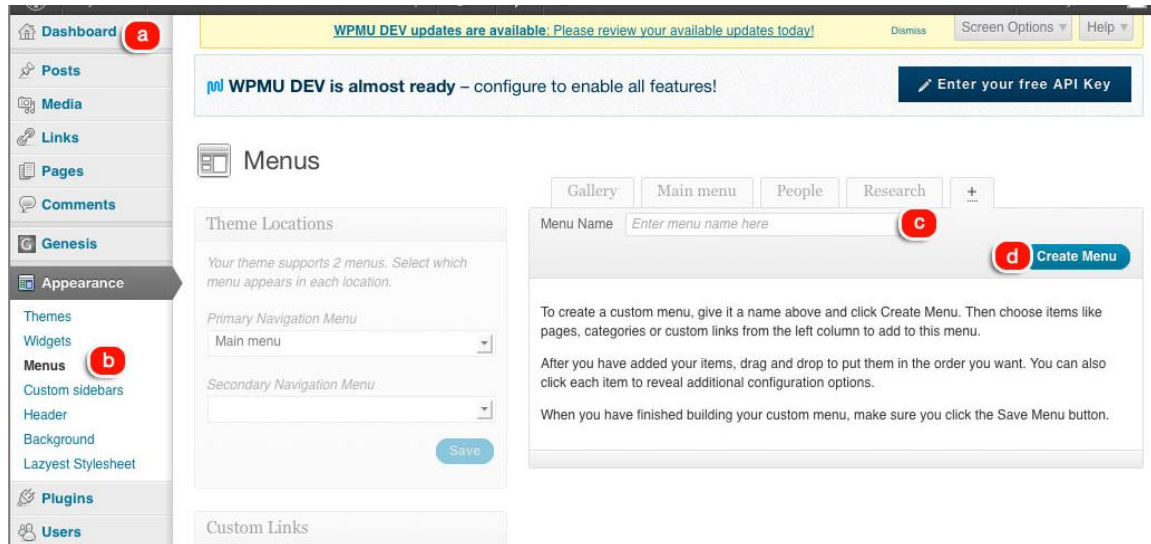 Dashboard a
WPMU DEV updates are available: Please review your available updates today!
Dismiss
Screen Options
Help
Posts
Media
Links
Pages
Comments
Genesis
Appearance
Themes
Widgets
Menus b
Custom sidebars
Header
Background
Lazyest Stylesheet
Plugins
Users
WPMU DEV is almost ready – configure to enable all features!
Enter your free API Key
Menus
Theme Locations
Your theme supports 2 menus. Select which
menu appears in each location.
Primary Navigation Menu
Main menu
Secondary Navigation Menu
Save
Custom Links
Gallery
Main menu
People
Research
+
Menu Name Enter menu name here c
d Create Menu
To create a custom menu, give it a name above and click Create Menu. Then choose items like
pages, categories or custom links from the left column to add to this menu.
After you have added your items, drag and drop to put them in the order you want. You can also
click each item to reveal additional configuration options.
When you have finished building your custom menu, make sure you click the Save Menu button.